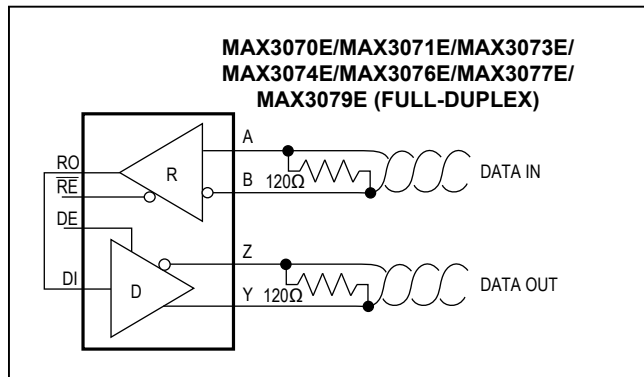 MAX3070E/MAX3071E/MAX3073E/
MAX3074E/MAX3076E/MAX3077E/
MAX3079E (FULL-DUPLEX)
A
RO
R
120Ω
DATA IN
RE
B
DE
Z
DI
D
120Ω
DATA OUT
Y